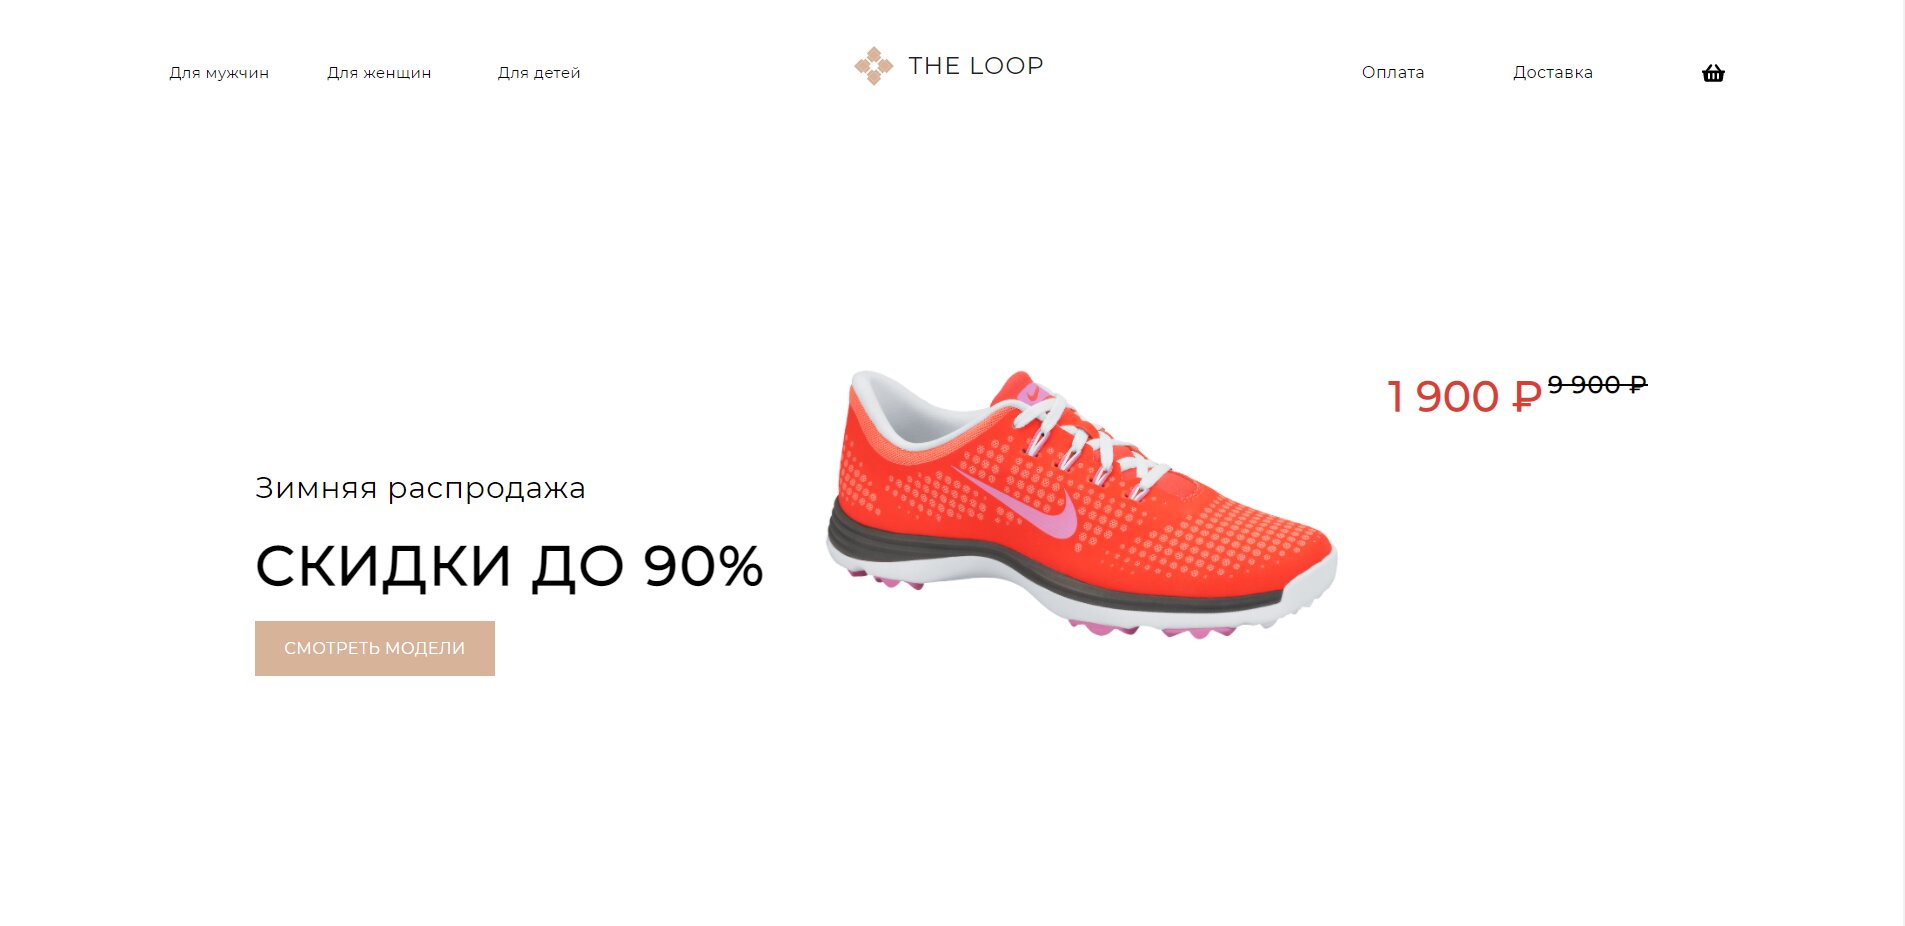 Для мужчин
Для женщин
Для детей
THE LOOP
Оплата
Доставка
1 900 ₽
9 900 ₽
Зимняя распродажа
СКИДКИ ДО 90%
СМОТРЕТЬ МОДЕЛИ